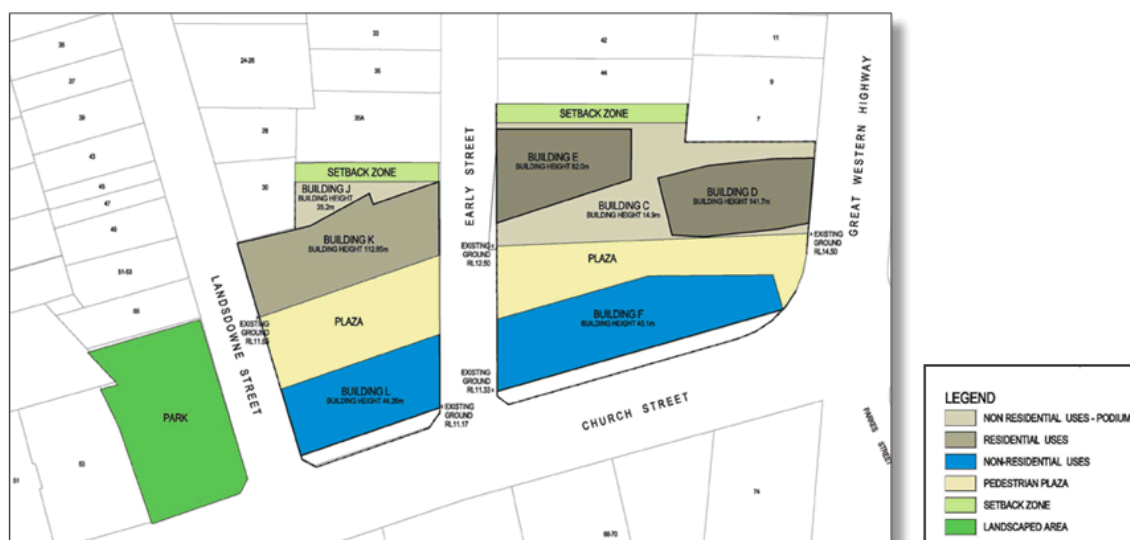 33
42
11
35
24-26
37
44
9
39
SETBACK ZONE
7
35A
28
43
BUILDING E
BUILDING HEIGHT 82.0m
SETBACK ZONE
45
47
30
BUILDING J
BUILDING HEIGHT
35.2m
BUILDING D
BUILDING HEIGHT 141.7m
BUILDING C
BUILDING HEIGHT 14.9m
49
BUILDING K
BUILDING HEIGHT 112.85m
EARLY STREET
GREAT WESTERN HIGHWAY
EXISTING
GROUND
RL12.50
PLAZA
EXISTING
GROUND
RL14.50
51-53
55
LANDSDOWNE STREET
EXISTING
GROUND
PLAZA
BUILDING F
BUILDING HEIGHT 45.1m
EXISTING
GROUND
RL11.33
BUILDING L
EXISTING
GROUND
RL11.17
PARK
CHURCH STREET
PARKES STREET
53
51
74
68-70
LEGEND
NON RESIDENTIAL USES - PODIUM
RESIDENTIAL USES
NON-RESIDENTIAL USES
PEDESTRIAN PLAZA
SETBACK ZONE
LANDSCAPED AREA